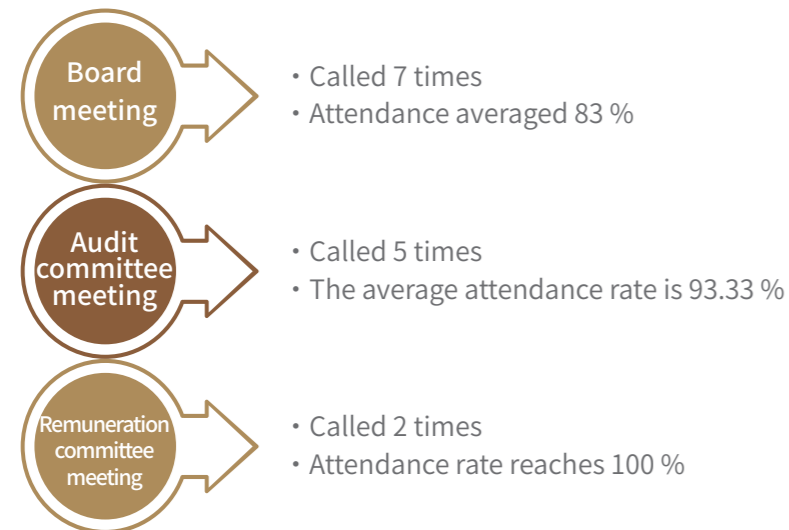 Board
meeting
・Called 7 times
・Attendance averaged 83 %
Audit
committee
meeting
・Called 5 times
・The average attendance rate is 93.33 %
Remuneration
committee
meeting
・Called 2 times
・Attendance rate reaches 100 %